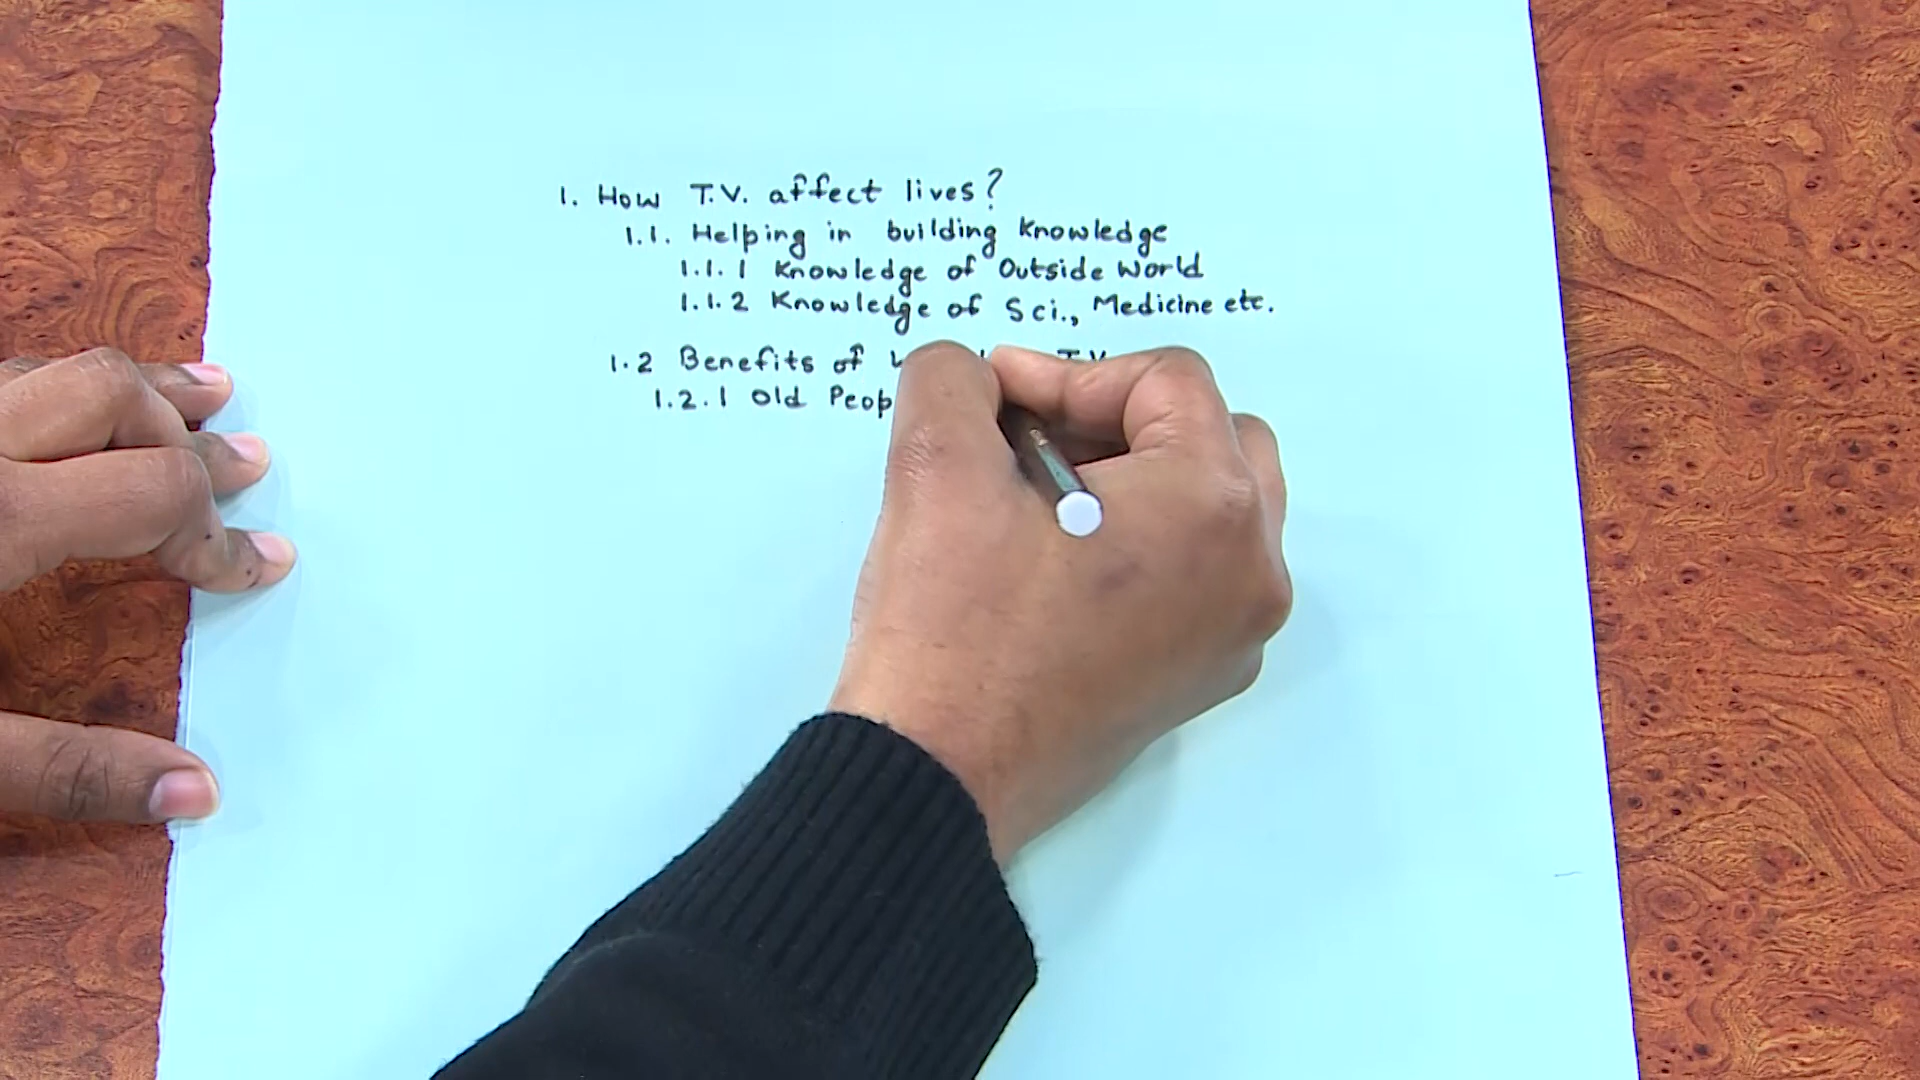 1. How T.V. affect lives?
1.1. Helping in building Knowledge
1.1.1 Knowledge of Outside World
1.1.2 Knowledge of Sci., Medicine etc.
1.2 Benefits of T.V.
1.2.1 Old